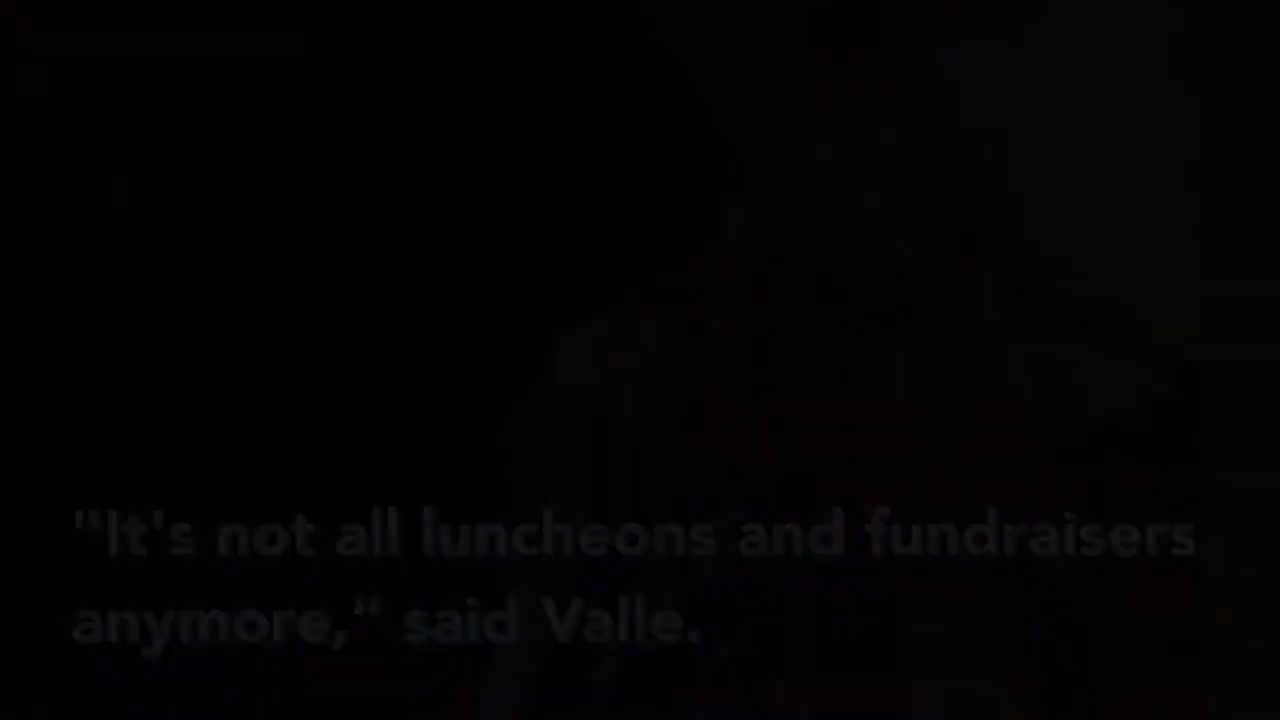 "It's not all luncheons and fundraisers
anymore," said Valle.